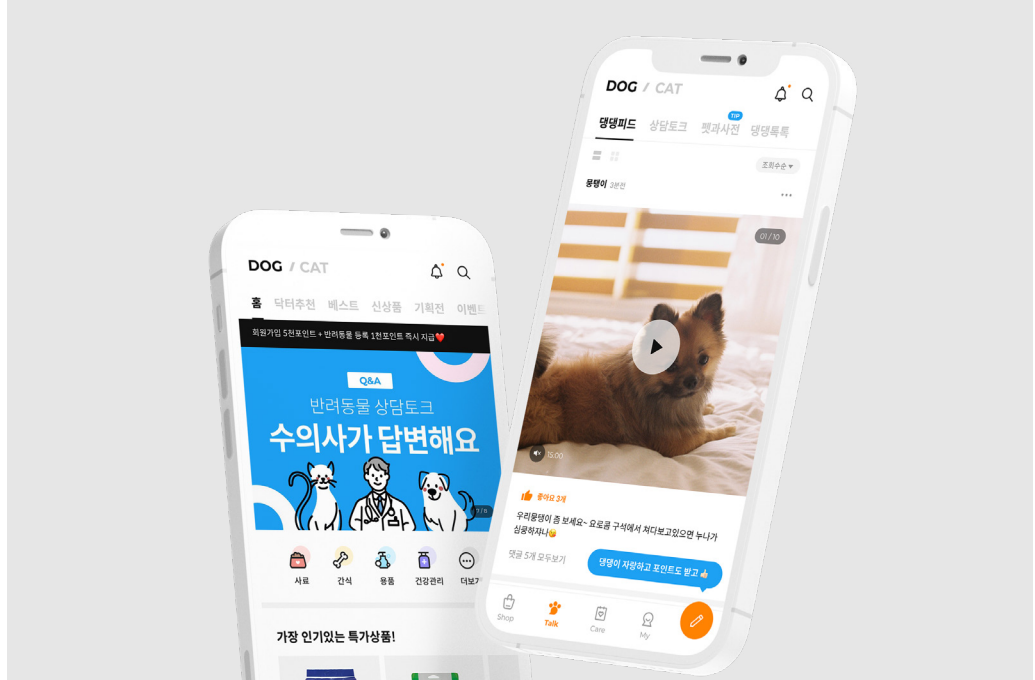 DOG / CAT
홈 닥터추천 베스트 신상품 기획전 이벤트
회원가입 5천포인트 + 반려동물 등록 1천포인트 즉시 지급❤️
Q&A
반려동물 상담토크
수의사가 답변해요
사료 간식 용품 건강관리 더보기
가장 인기있는 특가상품!
DOG / CAT
TIP
댕댕피드 상담토크 펫과사전 댕댕톡톡
조회수순
몽탱이 3분전
01 / 10
15:00
좋아요 3개
우리뭉탱이 좀 보세요~ 요로콤 구석에서 쳐다보고있으면 누나가
심쿵하자나😘
댓글 5개 모두보기
댕댕이 자랑하고 포인트도 받고👍
Shop Talk Care My